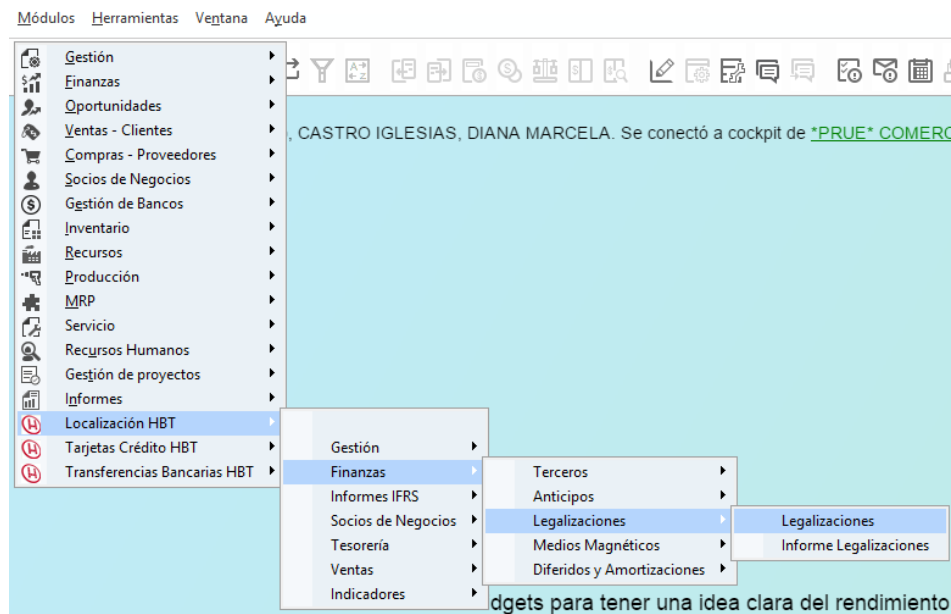 Módulos Herramientas Ventana Ayuda
Gestión
Finanzas
Oportunidades
Ventas - Clientes
, CASTRO IGLESIAS, DIANA MARCELA. Se conectó a cockpit de *PRUE* COMERC
Compras - Proveedores
Socios de Negocios
Gestión de Bancos
Inventario
Recursos
Producción
MRP
Servicio
Recursos Humanos
Gestión de proyectos
Informes
Localización HBT
Tarjetas Crédito HBT
Transferencias Bancarias HBT
Gestión
Finanzas
Informes IFRS
Socios de Negocios
Tesorería
Ventas
Indicadores
Terceros
Anticipos
Legalizaciones
Medios Magnéticos
Diferidos y Amortizaciones
Legalizaciones
Informe Legalizaciones
dgets para tener una idea clara del rendimiento